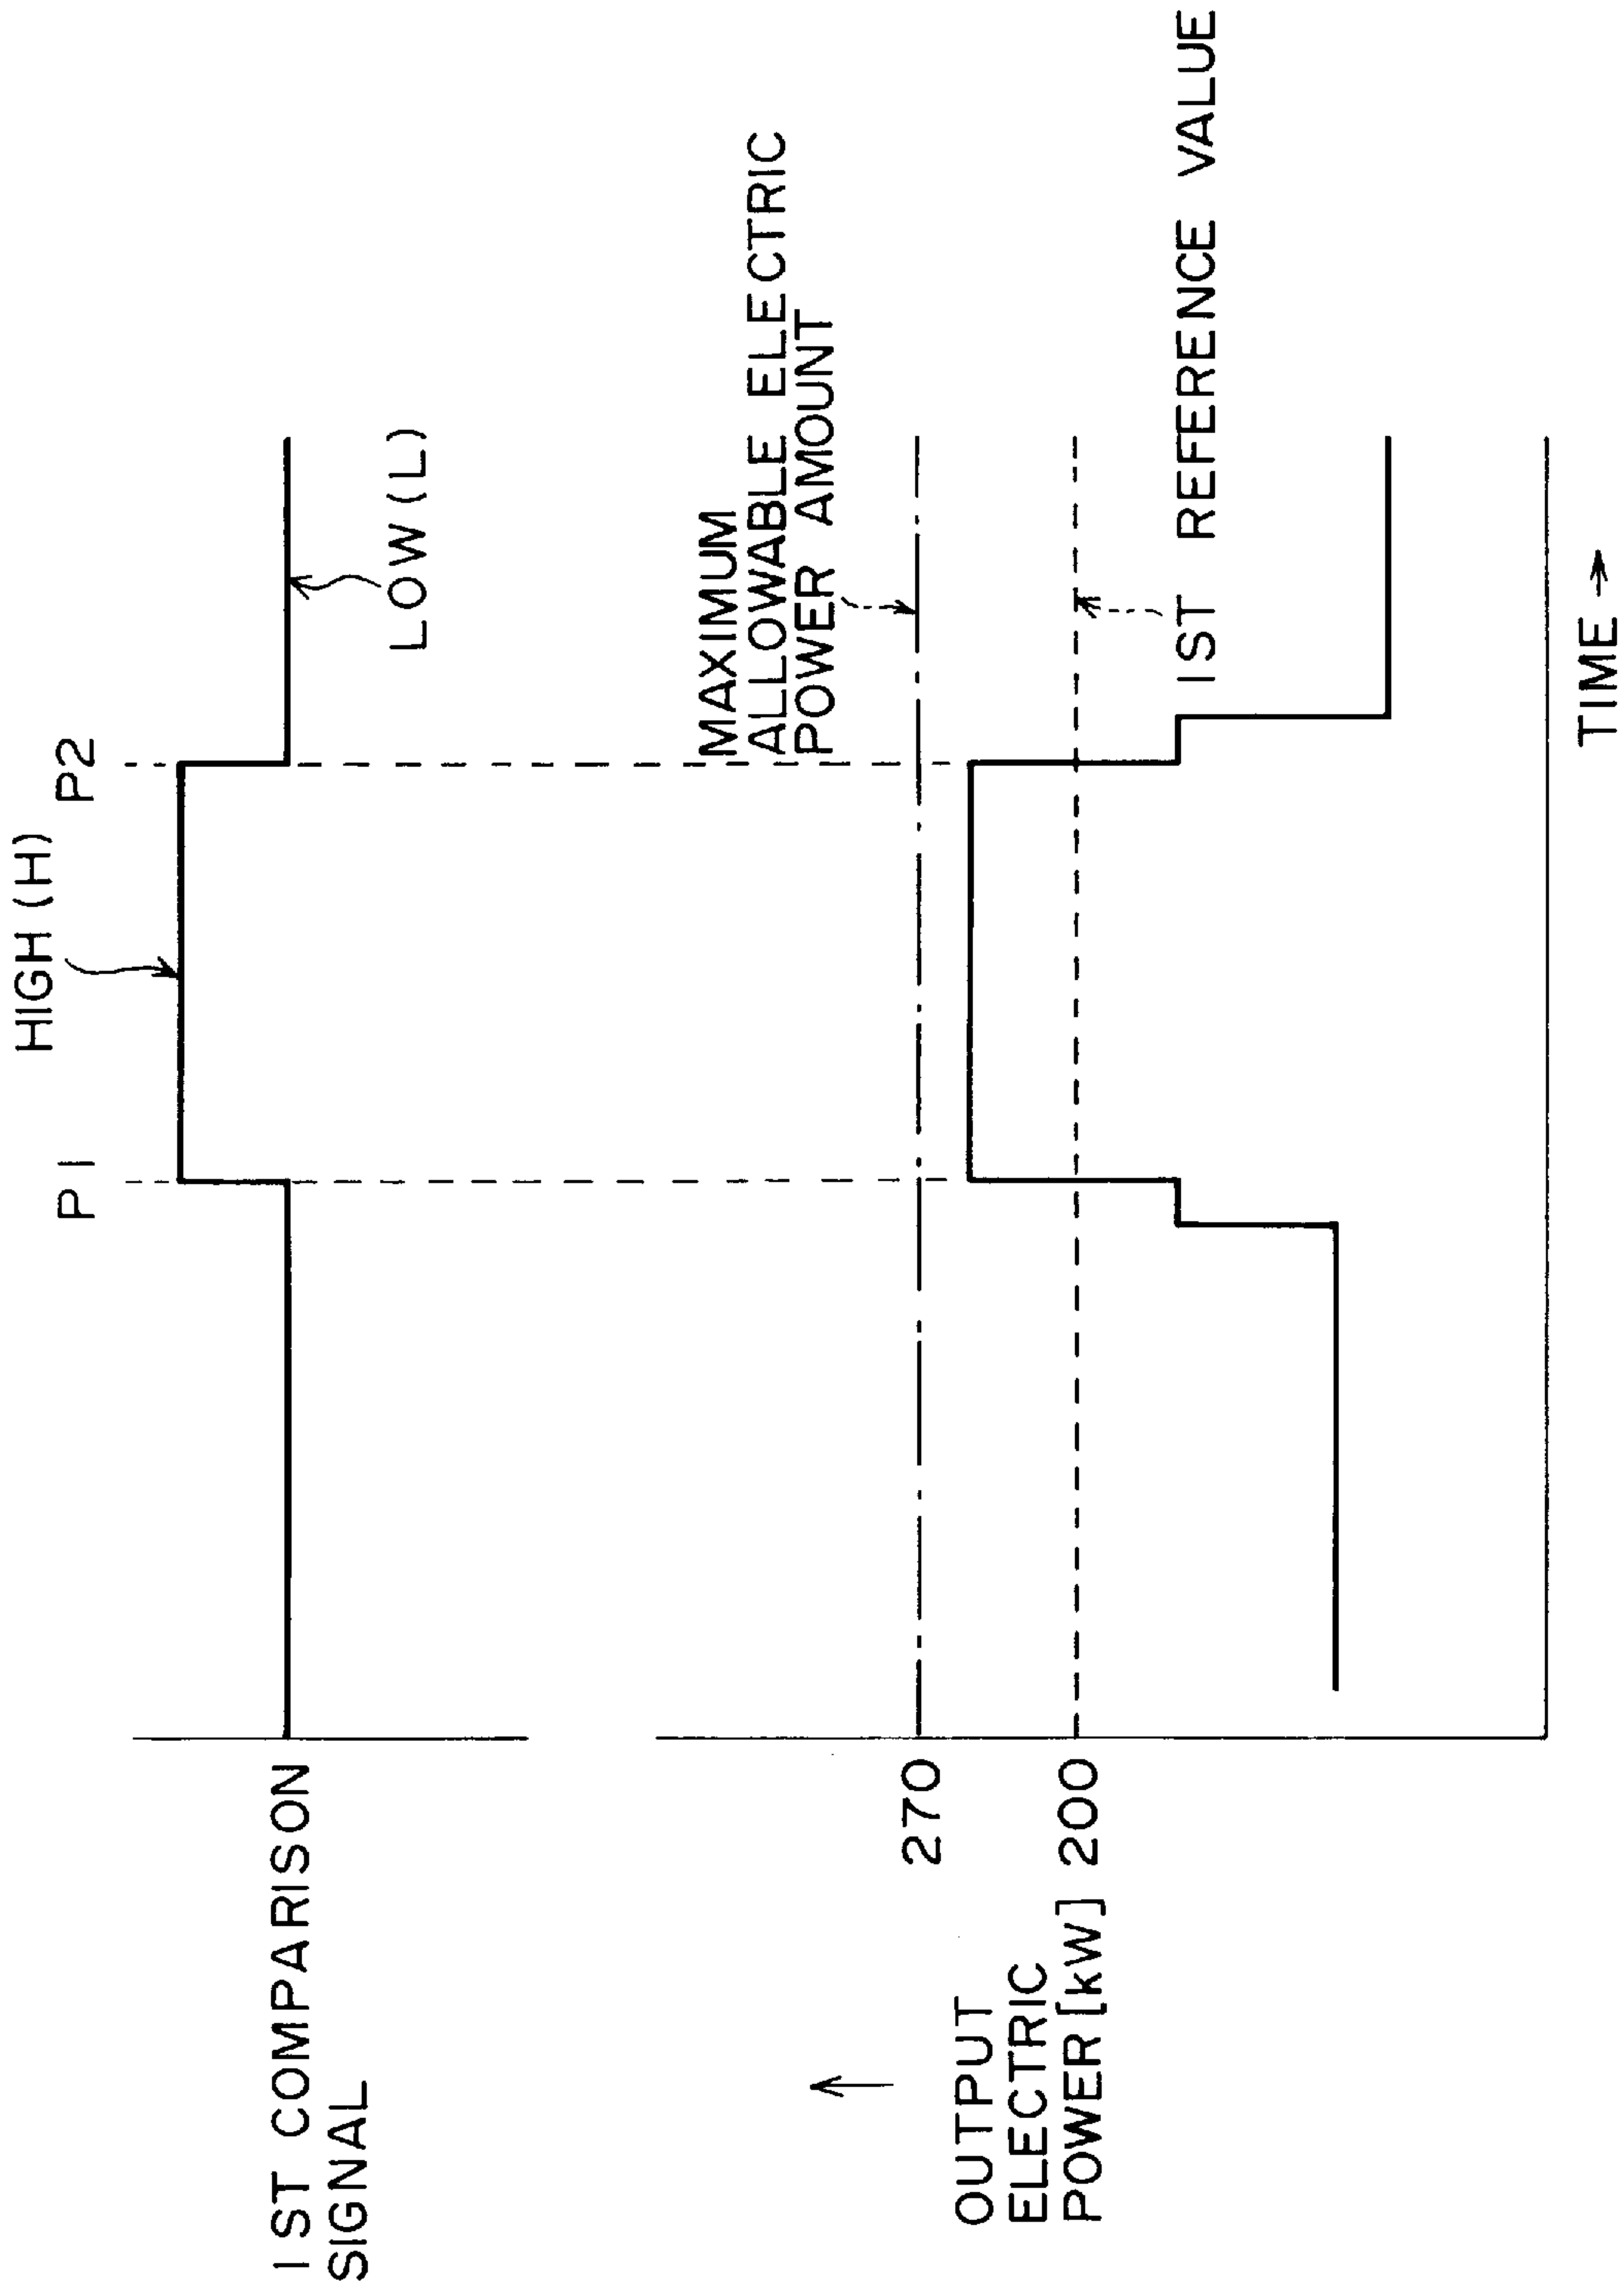 HIGH (H)
P1
P2
1ST COMPARISON
SIGNAL
LOW (L)
MAXIMUM
ALLOWABLE ELECTRIC
POWER AMOUNT
270
OUTPUT
ELECTRIC
POWER [kW]
200
1ST REFERENCE VALUE
TIME